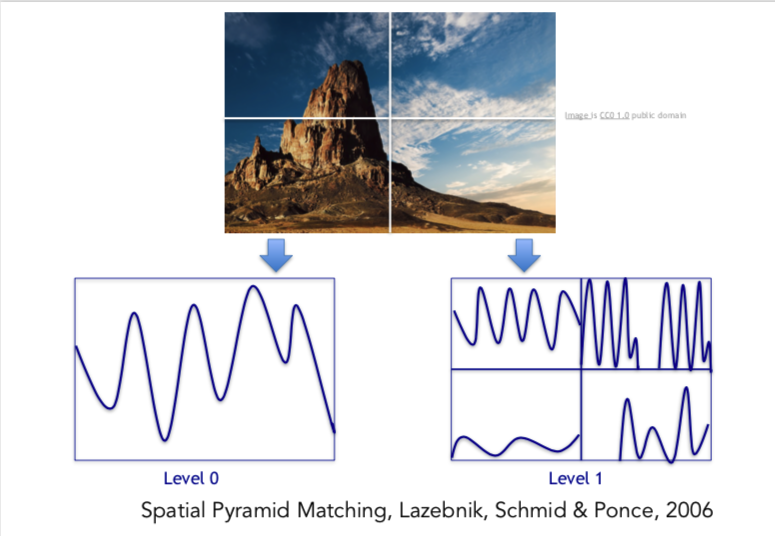 Image is CC0 1.0 public domain
Level 0
Level 1
Spatial Pyramid Matching, Lazebnik, Schmid & Ponce, 2006